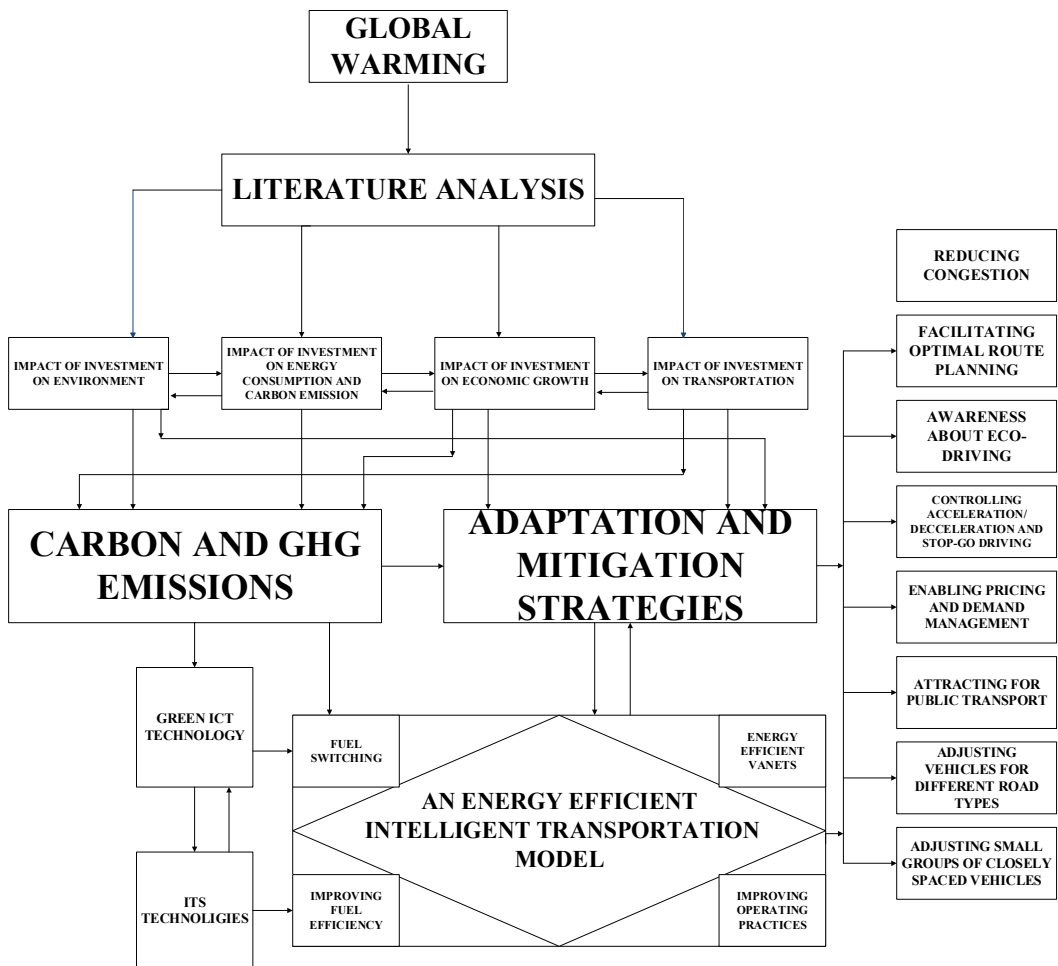 GLOBAL
WARMING
LITERATURE ANALYSIS
IMPACT OF INVESTMENT
ON ENVIRONMENT
IMPACT OF INVESTMENT
ON ENERGY
CONSUMPTION AND
CARBON EMISSION
IMPACT OF INVESTMENT
ON ECONOMIC GROWTH
IMPACT OF INVESTMENT
ON TRANSPORTATION
CARBON AND GHG
EMISSIONS
ADAPTATION AND
MITIGATION
STRATEGIES
GREEN ICT
TECHNOLOGY
ITS
TECHNOLIGIES
FUEL
SWITCHING
ENERGY
EFFICIENT
VANETS
AN ENERGY EFFICIENT
INTELLIGENT TRANSPORTATION
MODEL
IMPROVING
FUEL
EFFICIENCY
IMPROVING
OPERATING
PRACTICES
REDUCING
CONGESTION
FACILITATING
OPTIMAL ROUTE
PLANNING
AWARENESS
ABOUT ECO-
DRIVING
CONTROLLING
ACCELERATION/
DECCELERATION AND
STOP-GO DRIVING
ENABLING PRICING
AND DEMAND
MANAGEMENT
ATTRACTING FOR
PUBLIC TRANSPORT
ADJUSTING
VEHICLES FOR
DIFFERENT ROAD
TYPES
ADJUSTING SMALL
GROUPS OF CLOSELY
SPACED VEHICLES